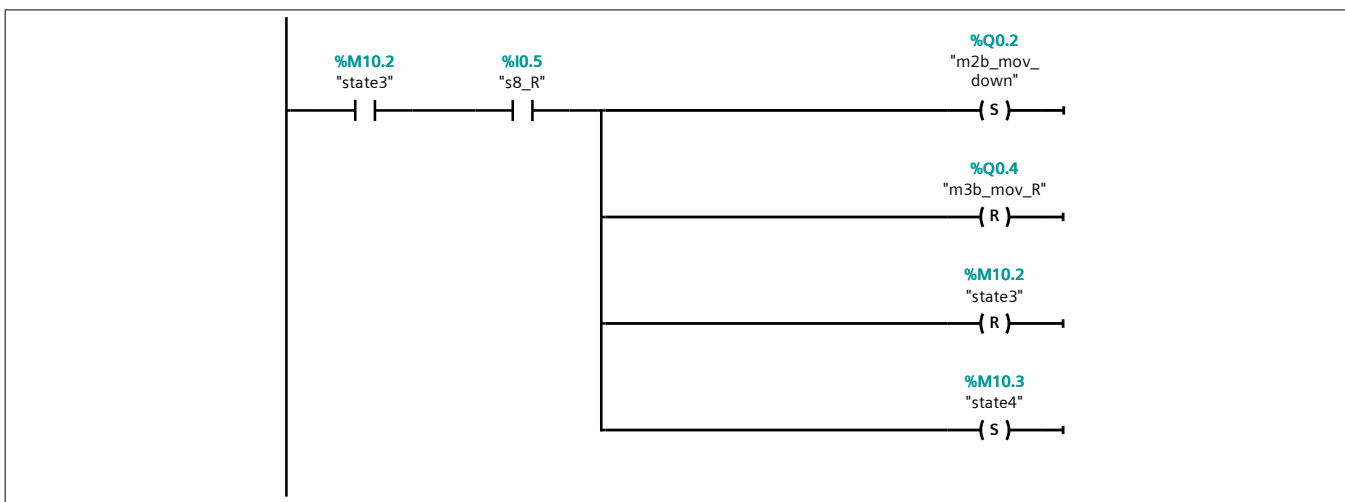 %M10.2
"state3"
%I0.5
"s8_R"
%Q0.2
"m2b_mov_
down"
S
%Q0.4
"m3b_mov_R"
R
%M10.2
"state3"
R
%M10.3
"state4"
S